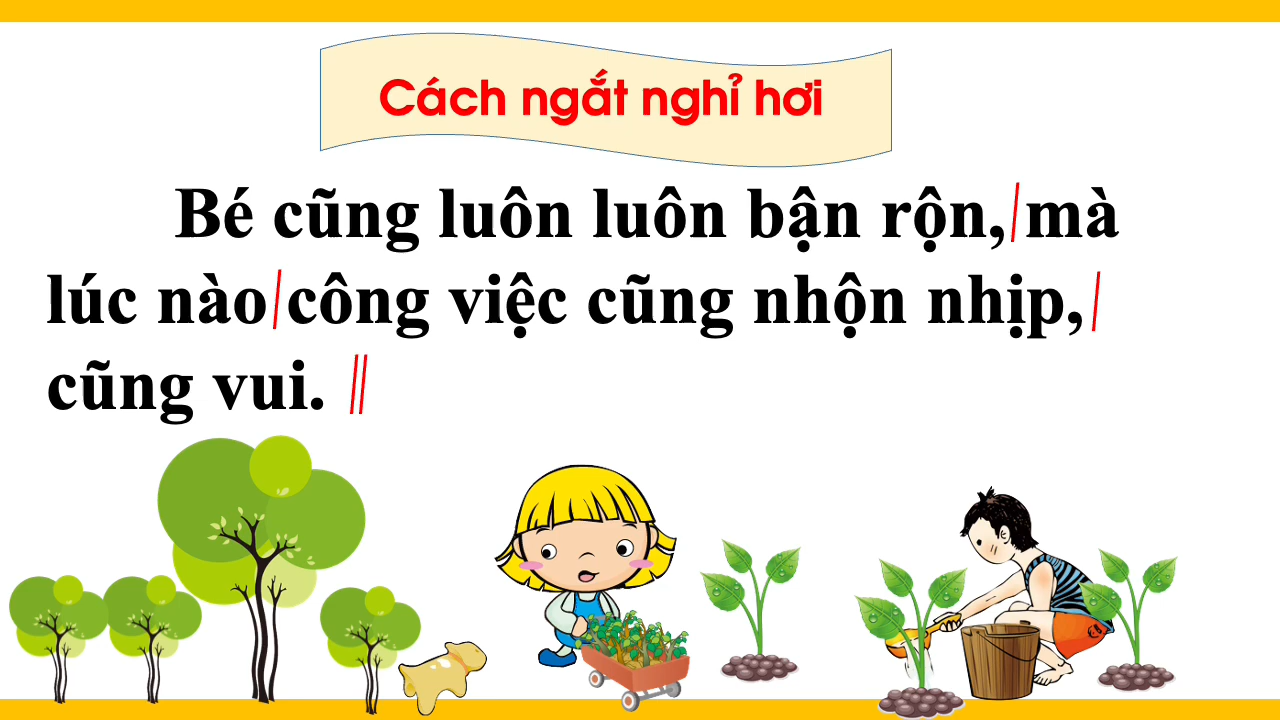 Cách ngắt nghỉ hơi
Bé cũng luôn luôn bận rộn,/ mà
lúc nào/ công việc cũng nhộn nhịp,/
cũng vui. //